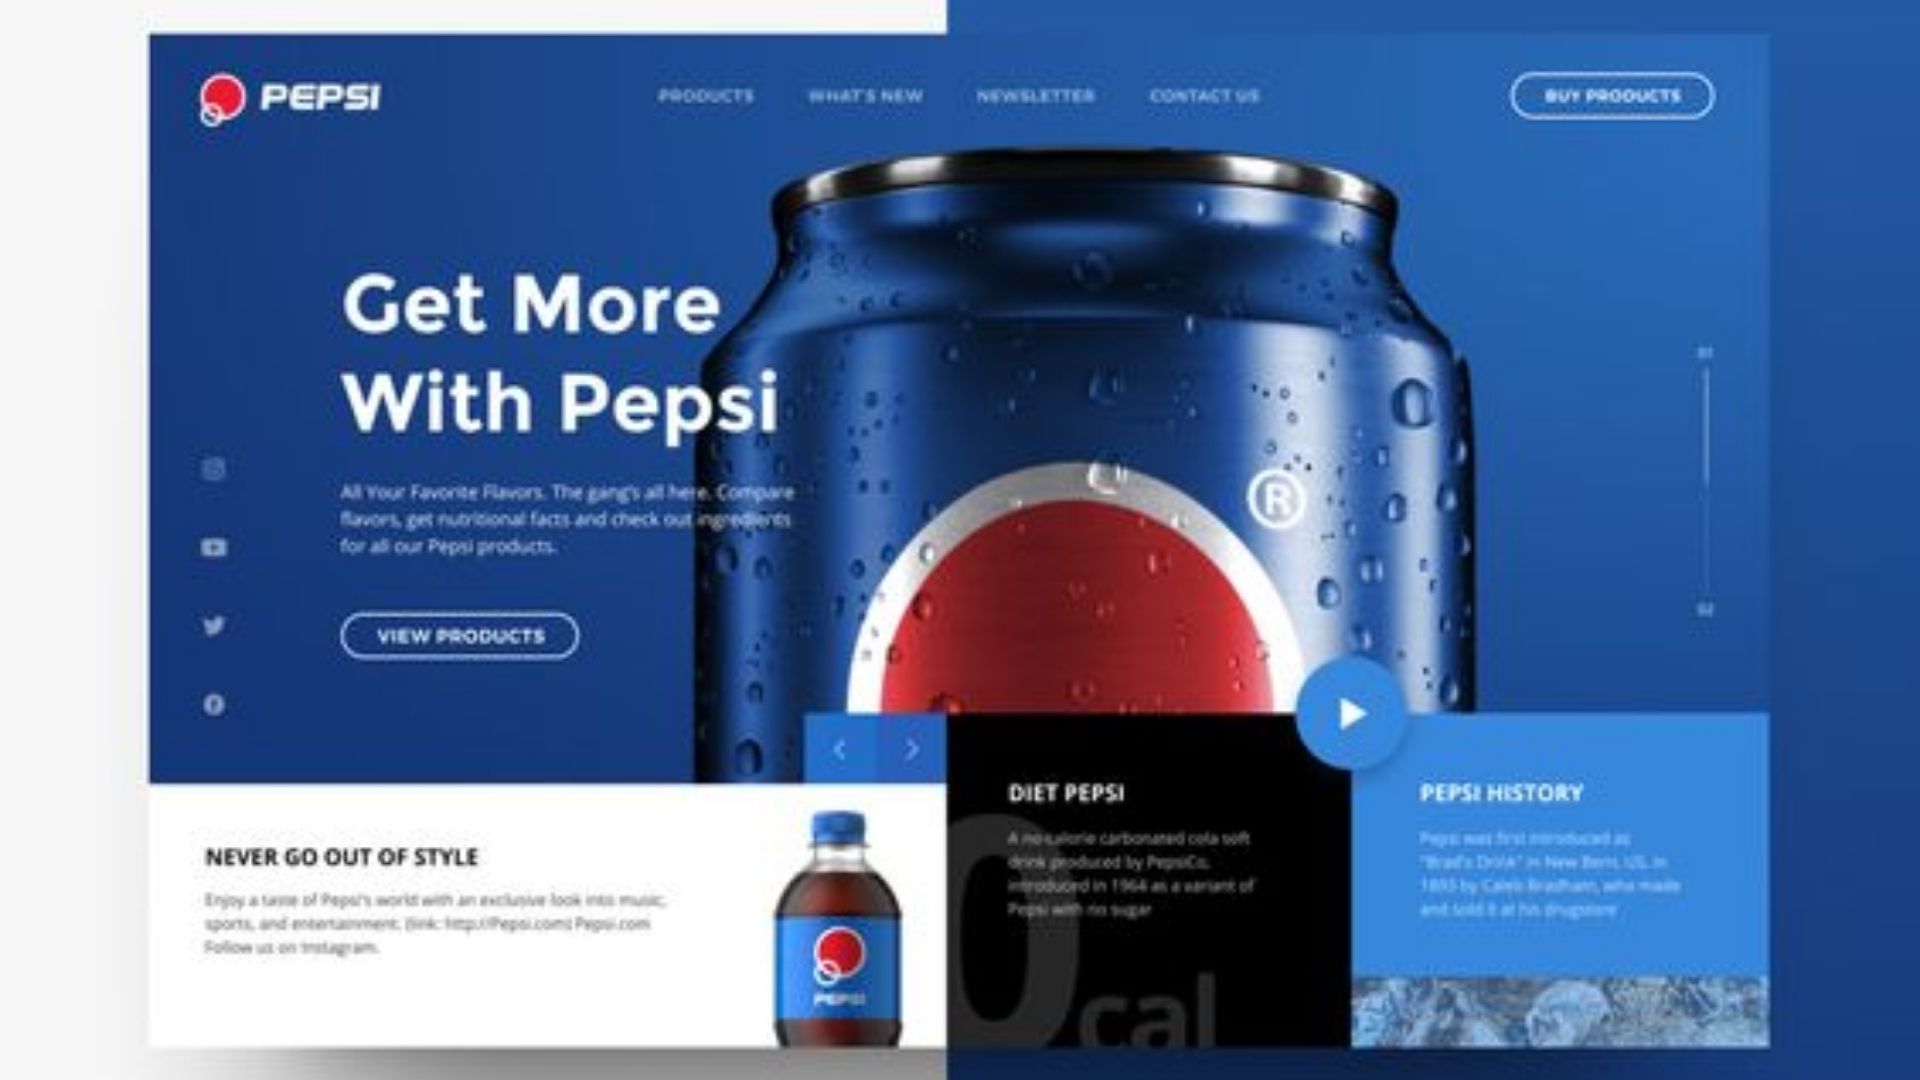 PEPSI
PRODUCTS
WHAT'S NEW
NEWSLETTER
CONTACT US
BUY PRODUCTS
Get More
With Pepsi
All Your Favorite Flavors. The gang's all here. Compare
flavors, get nutritional facts and check out ingredients
for all our Pepsi products.
VIEW PRODUCTS
®
01
02
NEVER GO OUT OF STYLE
Enjoy a taste of Pepsi's world with an exclusive look into music,
sports, and entertainment. (link: http://Pepsi.com) Pepsi.com
Follow us on Instagram.
PEPSI
DIET PEPSI
A no-calorie carbonated cola soft
drink produced by PepsiCo,
introduced in 1964 as a variant of
Pepsi with no sugar
0cal
PEPSI HISTORY
Pepsi was first introduced as
"Brad's Drink" in New Bern, US, in
1893 by Caleb Bradham, who made
and sold it at his drugstore